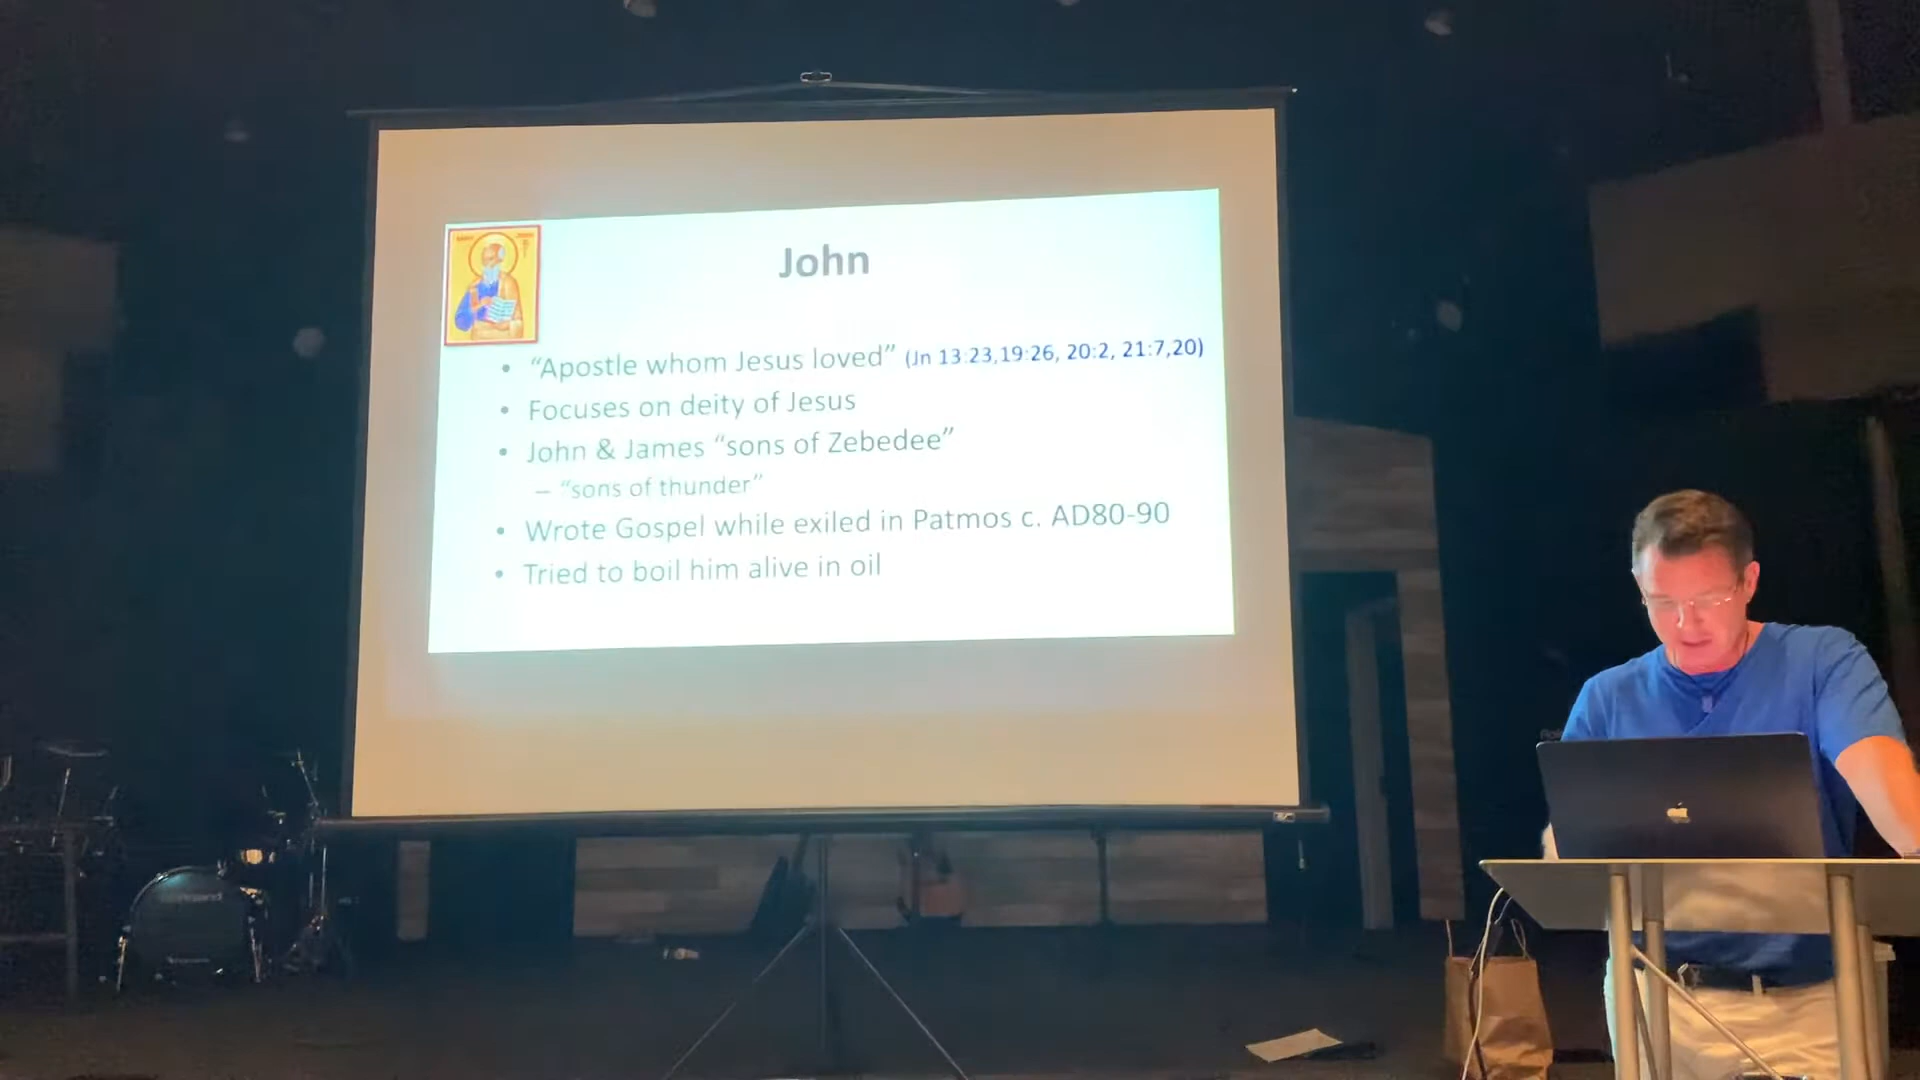 John
• “Apostle whom Jesus loved” (Jn 13:23,19:26, 20:2, 21:7,20)
• Focuses on deity of Jesus
• John & James “sons of Zebedee”
– “sons of thunder”
• Wrote Gospel while exiled in Patmos c. AD80-90
• Tried to boil him alive in oil
Roland